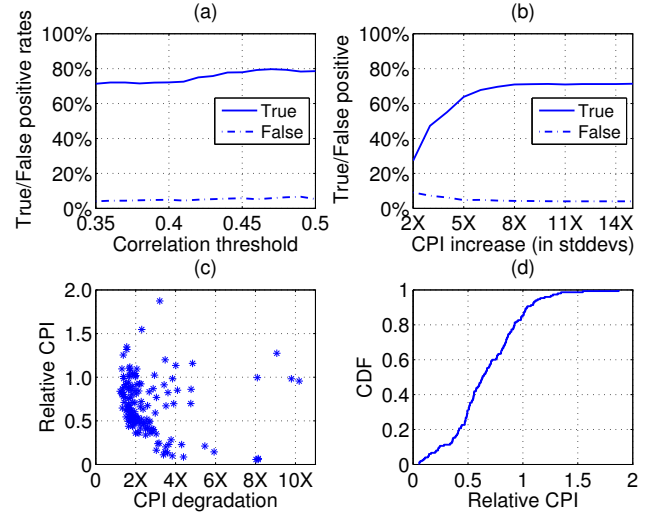 (a)
100%
80%
60%
40%
20%
0%
True/False positive rates
True
False
0.35 0.4 0.45 0.5
Correlation threshold
(b)
100%
80%
60%
40%
20%
0%
True/False positive
True
False
2X 5X 8X 11X 14X
CPI increase (in stddevs)
(c)
2.0
1.5
1.0
0.5
0
Relative CPI
0 2X 4X 6X 8X 10X
CPI degradation
(d)
1
0.8
0.6
0.4
0.2
0
CDF
0 0.5 1 1.5 2
Relative CPI